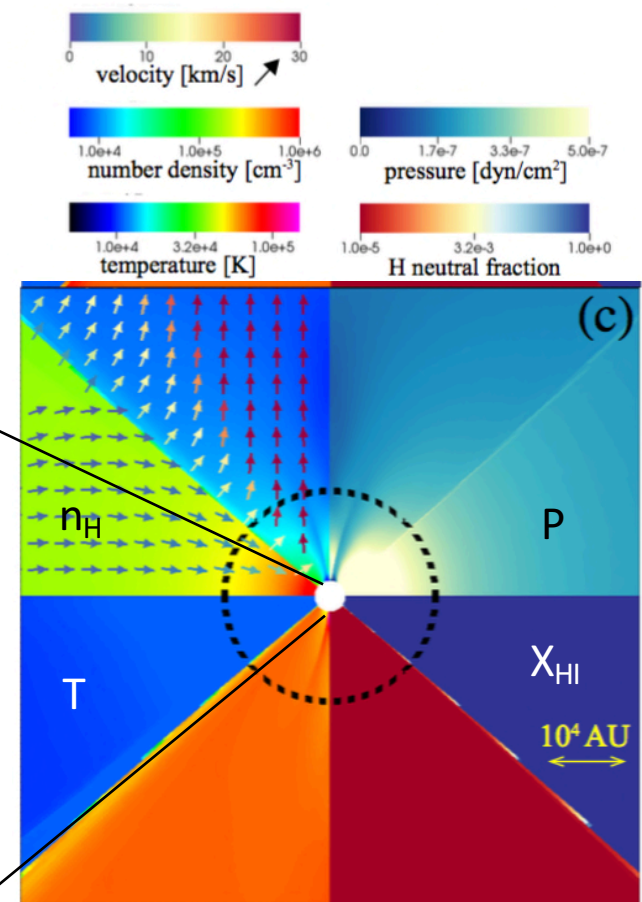 0 10 20 30
velocity [km/s]
1.0e+4 1.0e+5 1.0e+6
number density [cm⁻³]
0.0 1.7e-7 3.3e-7 5.0e-7
pressure [dyn/cm²]
1.0e+4 3.2e+4 1.0e+5
temperature [K]
1.0e-5 3.2e-3 1.0e+0
H neutral fraction
(c)
n_H
P
T
X_HI
10⁴ AU